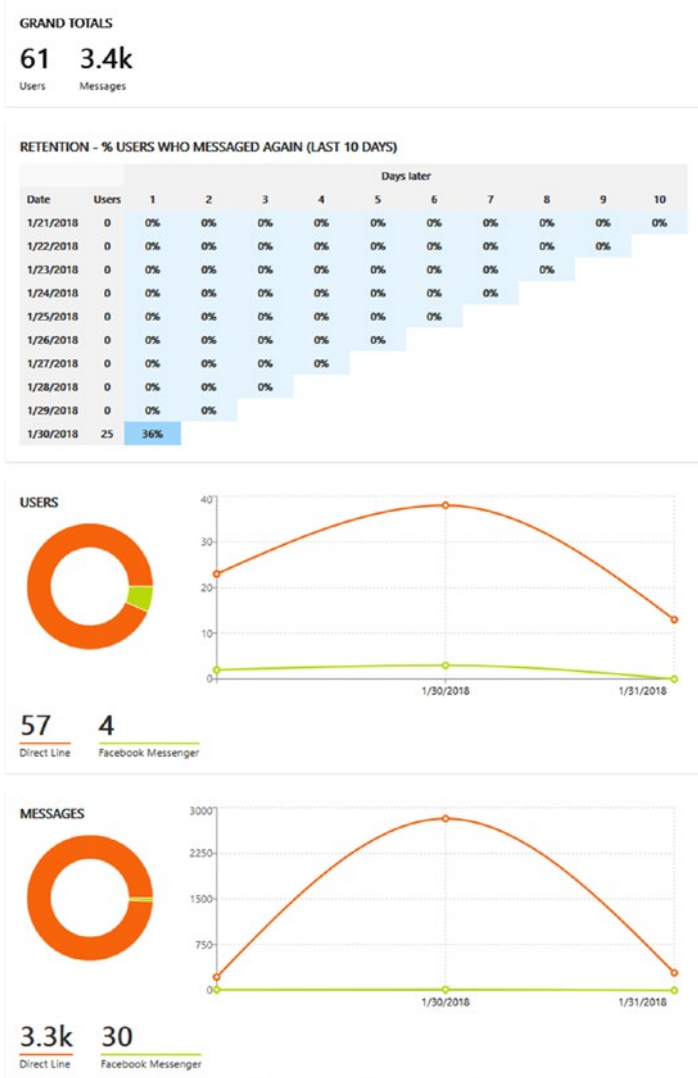 GRAND TOTALS
61 3.4k
Users Messages
RETENTION - % USERS WHO MESSAGED AGAIN (LAST 10 DAYS)
Days later
Date Users 1 2 3 4 5 6 7 8 9 10
1/21/2018 0 0% 0% 0% 0% 0% 0% 0% 0% 0% 0%
1/22/2018 0 0% 0% 0% 0% 0% 0% 0% 0% 0%
1/23/2018 0 0% 0% 0% 0% 0% 0% 0% 0%
1/24/2018 0 0% 0% 0% 0% 0% 0% 0%
1/25/2018 0 0% 0% 0% 0% 0% 0%
1/26/2018 0 0% 0% 0% 0% 0%
1/27/2018 0 0% 0% 0% 0%
1/28/2018 0 0% 0% 0%
1/29/2018 0 0% 0%
1/30/2018 25 36%
USERS
40
30
20
10
0
1/30/2018 1/31/2018
57 4
Direct Line Facebook Messenger
MESSAGES
3000
2250
1500
750
0
1/30/2018 1/31/2018
3.3k 30
Direct Line Facebook Messenger